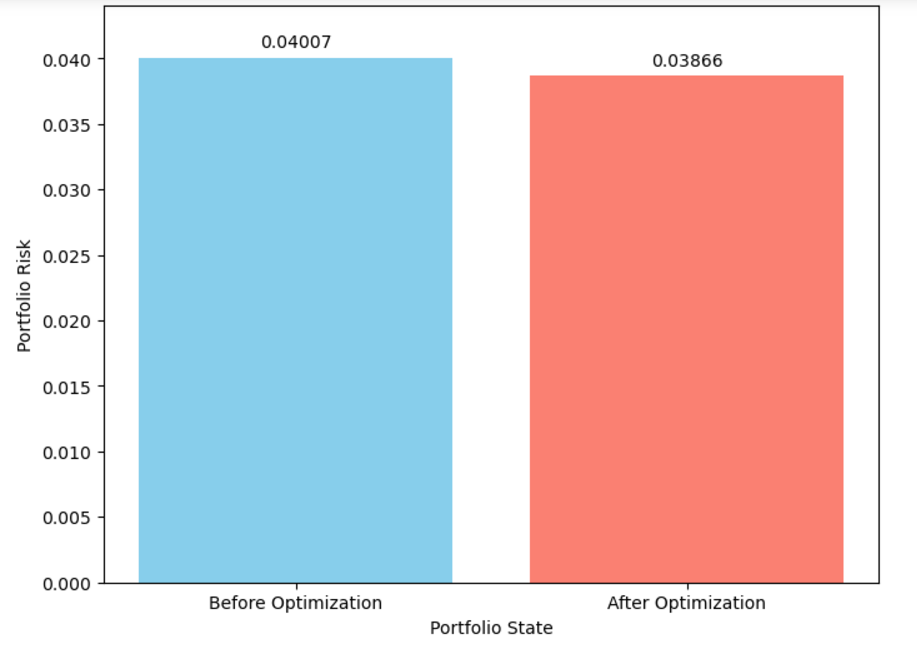 0.04007
0.03866
0.040
0.035
0.030
0.025
0.020
0.015
0.010
0.005
0.000
Portfolio Risk
Before Optimization
After Optimization
Portfolio State